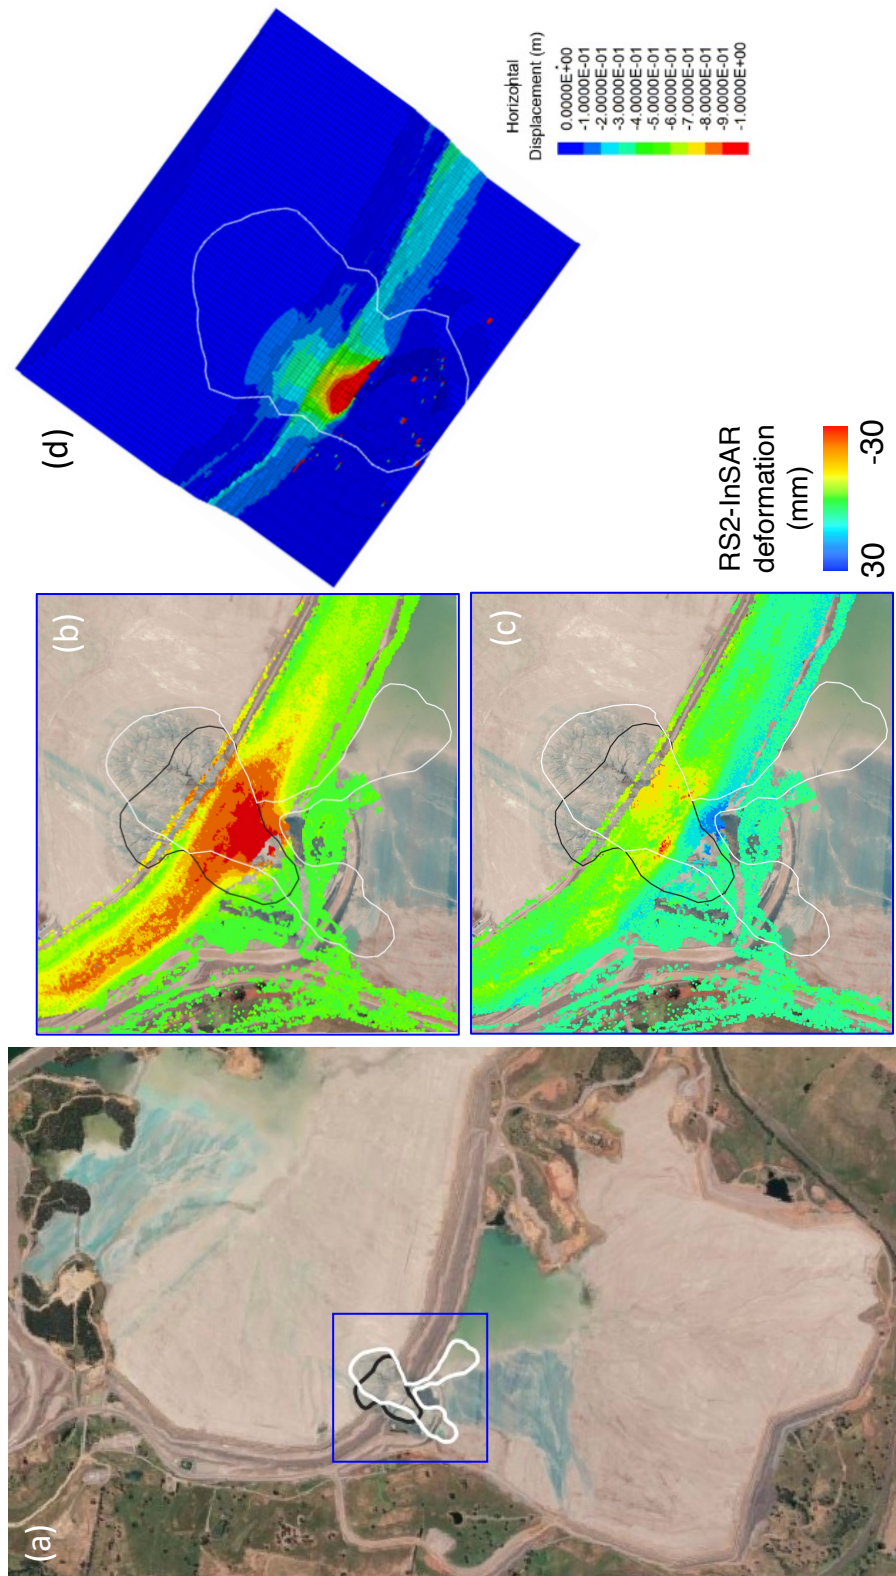 (a)
(b)
(c)
(d)
RS2-InSAR
deformation
(mm)
30
-30
Horizontal
Displacement (m)
0.0000E+00
-1.0000E-01
-2.0000E-01
-3.0000E-01
-4.0000E-01
-5.0000E-01
-6.0000E-01
-7.0000E-01
-8.0000E-01
-9.0000E-01
-1.0000E+00